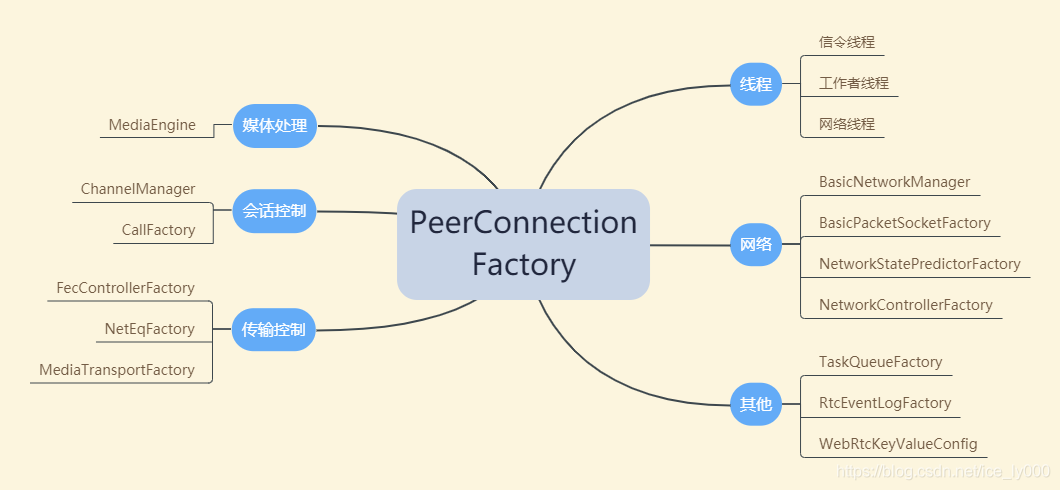 PeerConnection
Factory
媒体处理
MediaEngine
会话控制
ChannelManager
CallFactory
传输控制
FecControllerFactory
NetEqFactory
MediaTransportFactory
线程
信令线程
工作者线程
网络线程
网络
BasicNetworkManager
BasicPacketSocketFactory
NetworkStatePredictorFactory
NetworkControllerFactory
其他
TaskQueueFactory
RtcEventLogFactory
WebRtcKeyValueConfig
https://blog.csdn.net/ice_ly000